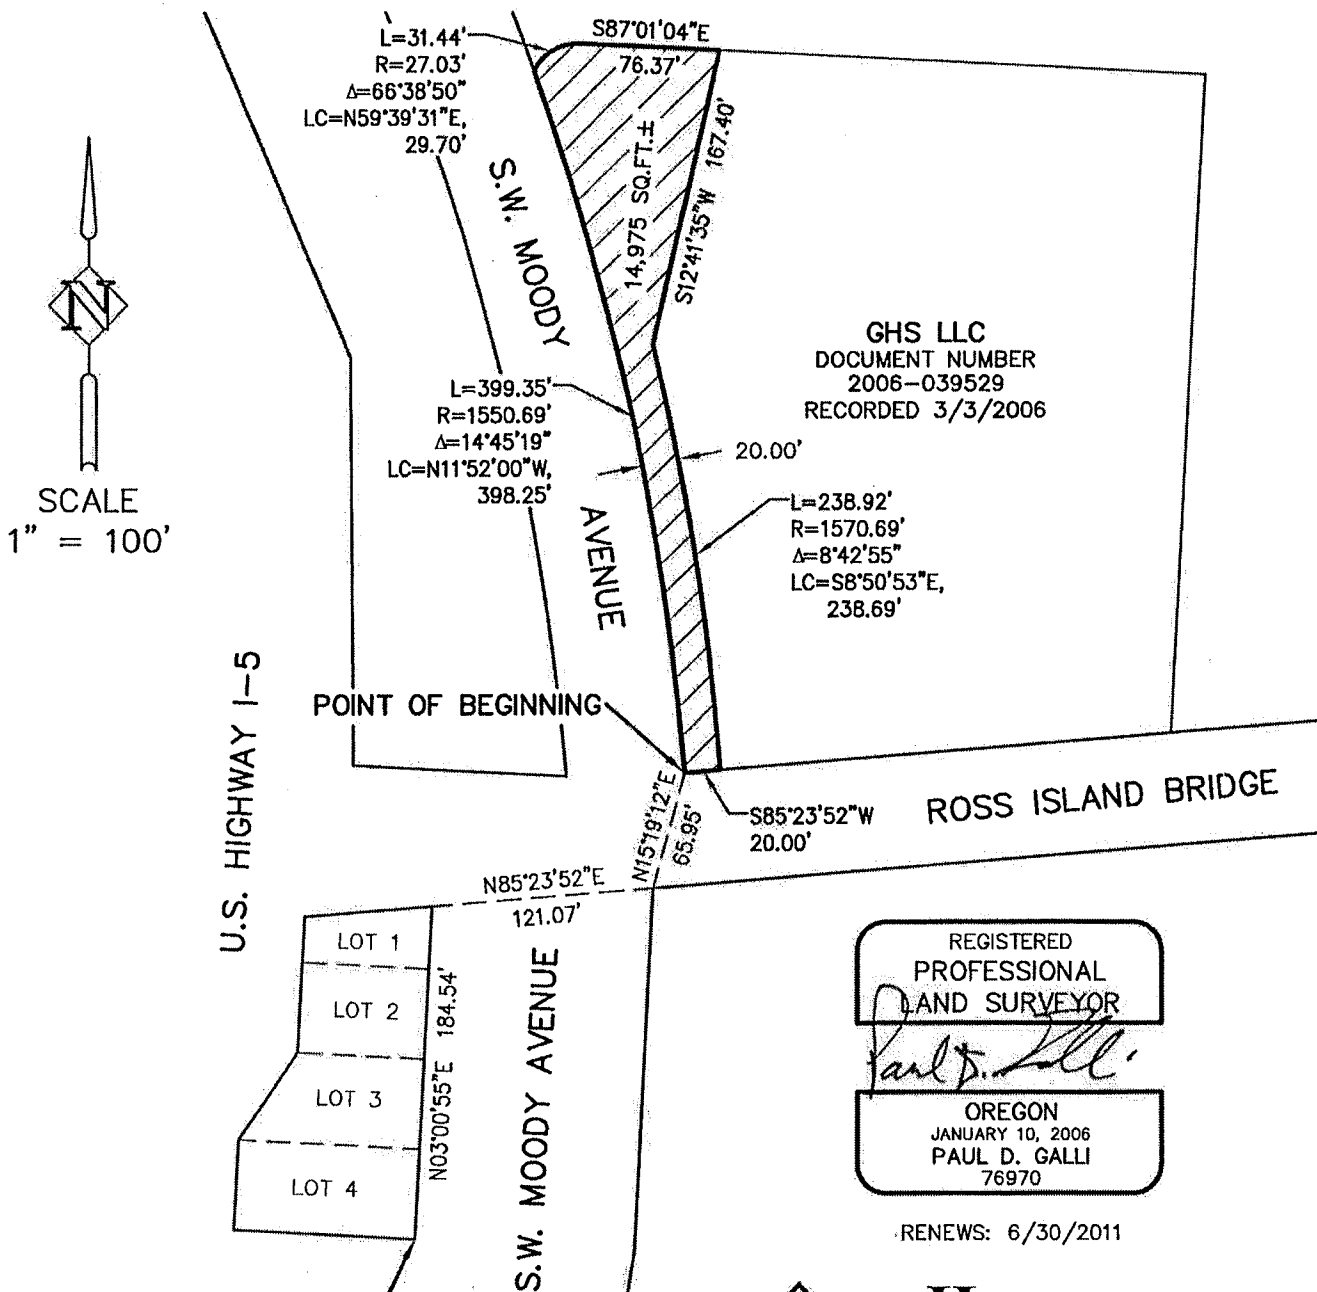 L=31.44'
R=27.03'
Δ=66°38'50"
LC=N59°39'31"E,
29.70'
S87°01'04"E
76.37'
14,975 SQ.FT.±
S12°41'35"W 167.40'
S.W. MOODY
AVENUE
N
SCALE
1" = 100'
GHS LLC
DOCUMENT NUMBER
2006-039529
RECORDED 3/3/2006
L=399.35'
R=1550.69'
Δ=14°45'19"
LC=N11°52'00"W,
398.25'
20.00'
L=238.92'
R=1570.69'
Δ=8°42'55"
LC=S8°50'53"E,
238.69'
U.S. HIGHWAY I-5
POINT OF BEGINNING
N15°19'12"E
65.95'
S85°23'52"W
20.00'
ROSS ISLAND BRIDGE
N85°23'52"E
121.07'
LOT 1
LOT 2
LOT 3
LOT 4
N03°00'55"E 184.54'
S.W. MOODY AVENUE
REGISTERED
PROFESSIONAL
LAND SURVEYOR
Paul D. Galli
OREGON
JANUARY 10, 2006
PAUL D. GALLI
76970
RENEWS: 6/30/2011